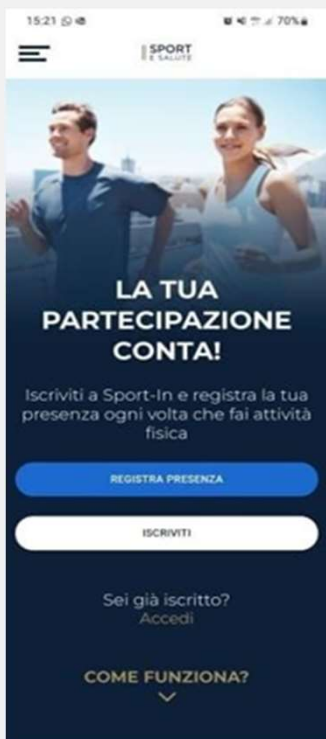 15:21
70%
SPORT
E SALUTE
LA TUA
PARTECIPAZIONE
CONTA!
Iscriviti a Sport-In e registra la tua
presenza ogni volta che fai attività
fisica
REGISTRA PRESENZA
ISCRIVITI
Sei già iscritto?
Accedi
COME FUNZIONA?